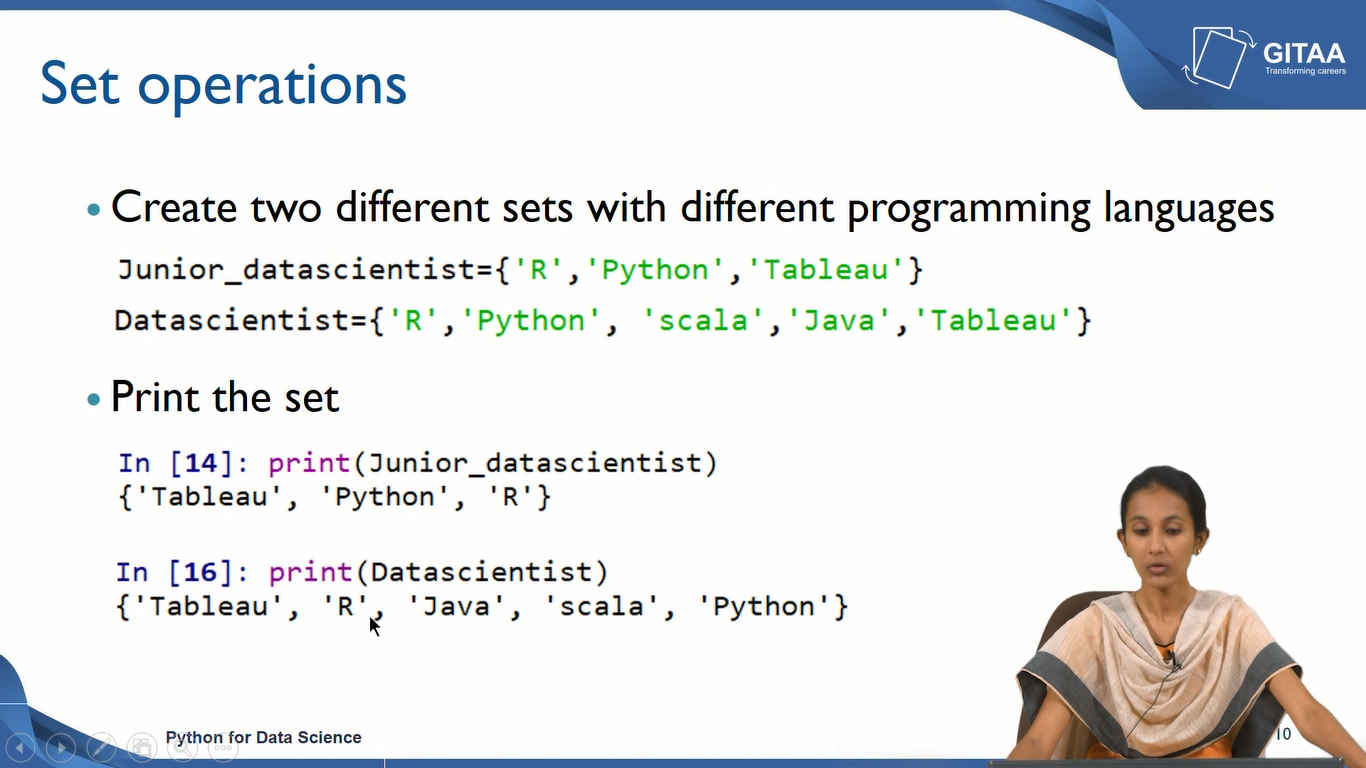 GITAA
Transforming careers
Set operations
• Create two different sets with different programming languages
Junior_datascientist={'R','Python','Tableau'}
Datascientist={'R','Python', 'scala','Java','Tableau'}
• Print the set
In [14]: print(Junior_datascientist)
{'Tableau', 'Python', 'R'}
In [16]: print(Datascientist)
{'Tableau', 'R', 'Java', 'scala', 'Python'}
Python for Data Science
10